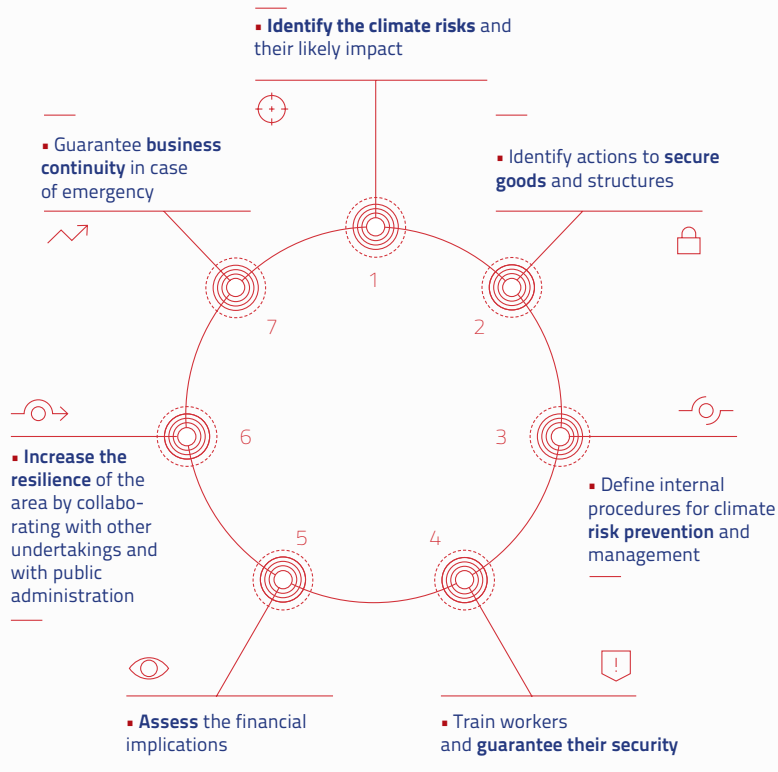 ▪ Identify the climate risks and
their likely impact
1
▪ Identify actions to secure
goods and structures
2
3
▪ Define internal
procedures for climate
risk prevention and
management
4
▪ Train workers
and guarantee their security
5
▪ Assess the financial
implications
6
▪ Increase the
resilience of the
area by collabo-
rating with other
undertakings and
with public
administration
▪ Guarantee business
continuity in case
of emergency
7
!